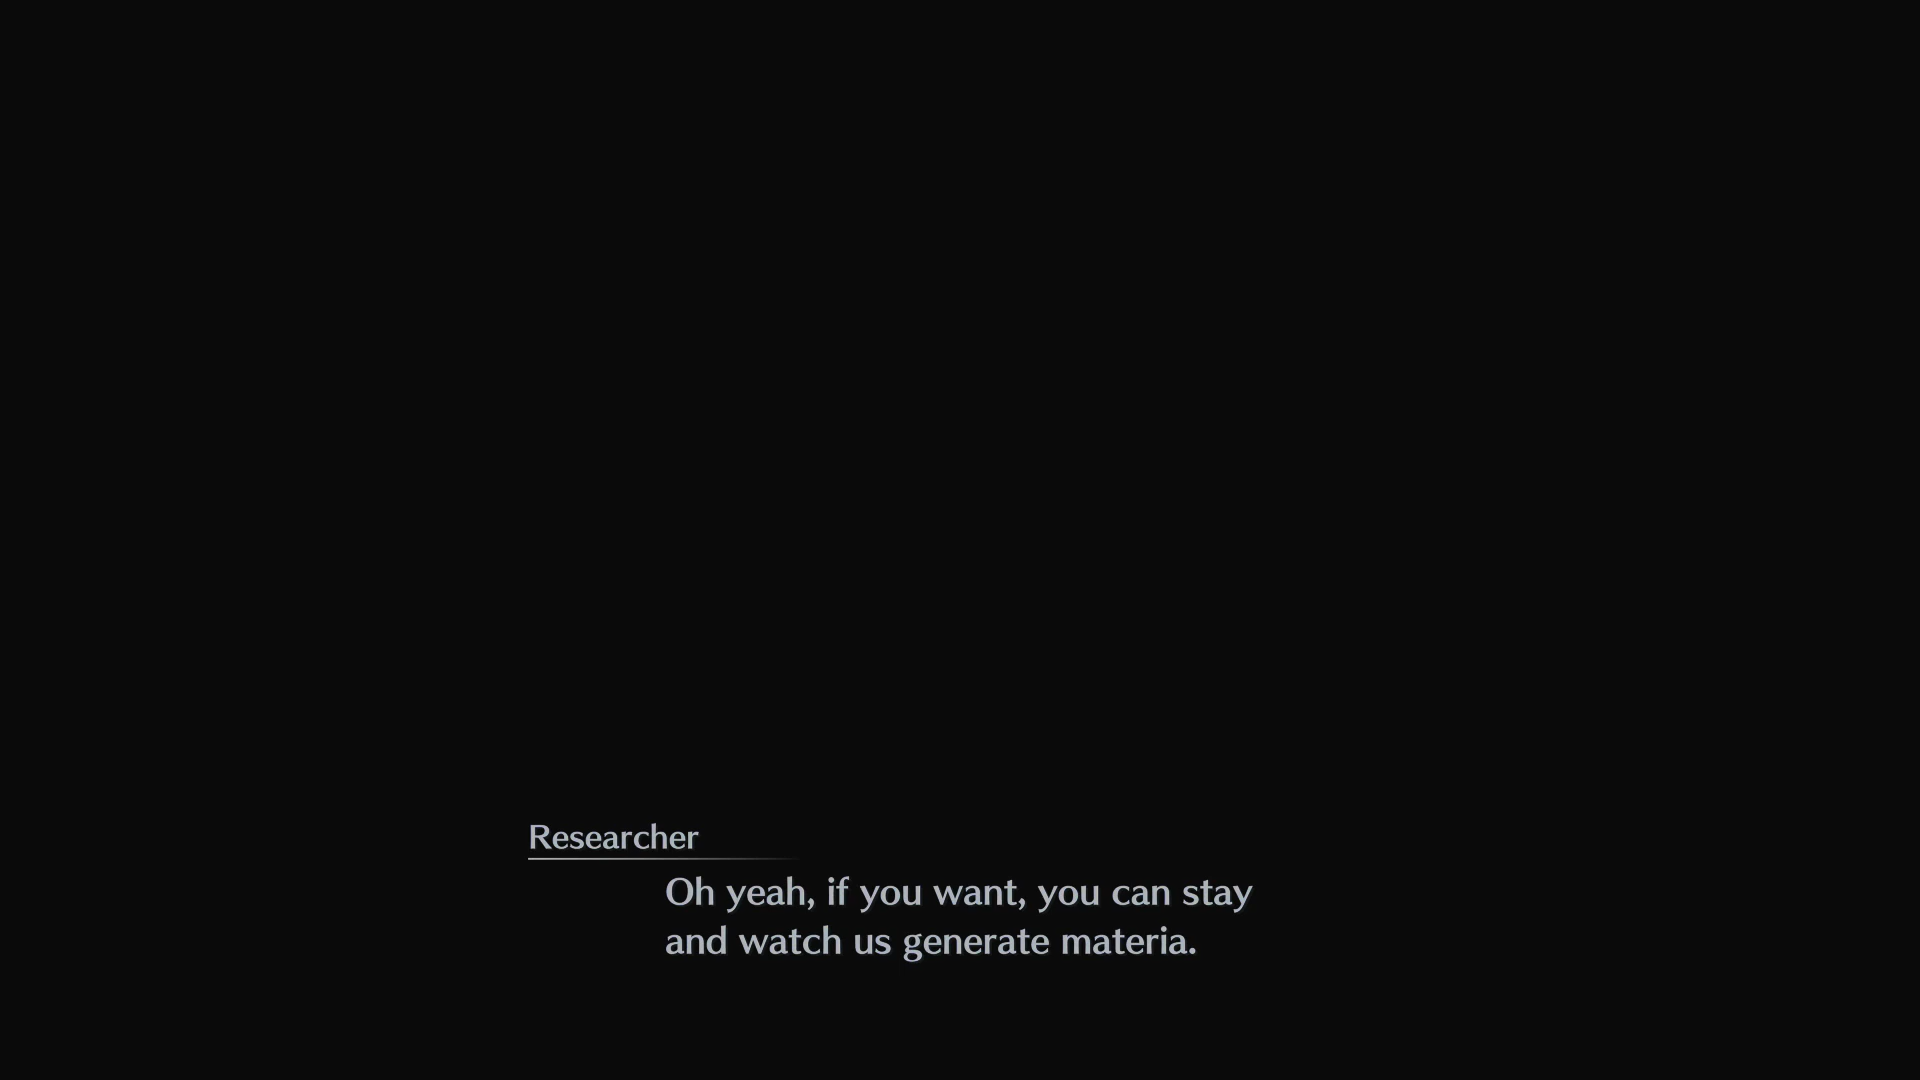 Researcher
Oh yeah, if you want, you can stay
and watch us generate materia.